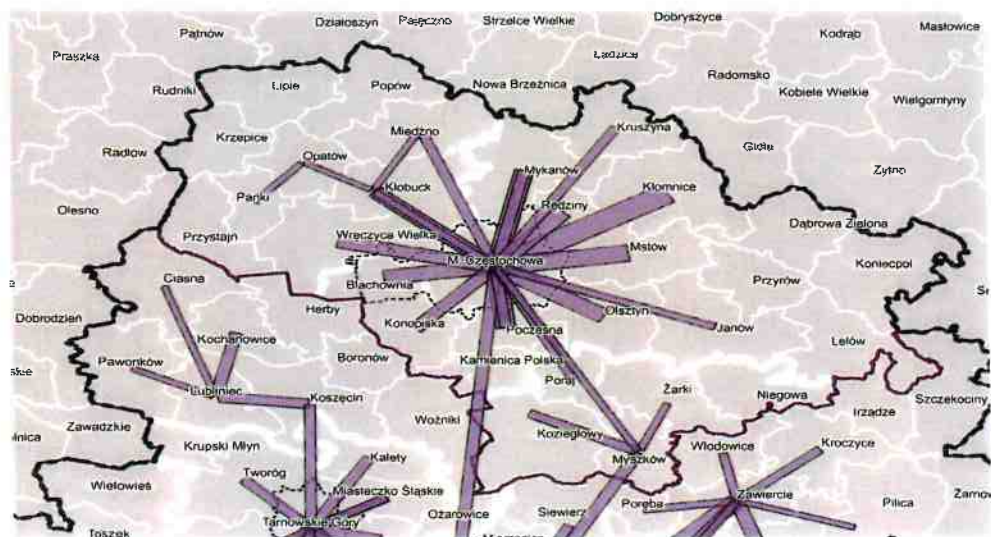 Działoszyn
Pajęczno
Strzelce Wielkie
Dobryszyce
Masłowice
Pątnów
Kodrąb
Praszka
Ładzice
Radomsko
Rudniki
Lipie
Popów
Nowa Brzeźnica
Kobiele Wielkie
Wielgomłyny
Krzepice
Miedźno
Kruszyna
Radłów
Opatów
Gidle
Żytno
Kłobuck
Mykanów
Kłomnice
Panki
Rędziny
Olesno
Dąbrowa Zielona
Przystajń
Wręczyca Wielka
Mstów
M. Częstochowa
Koniecpol
Ciasna
Blachownia
Przyrów
Herby
Olsztyn
Dobrodzień
Konopiska
Poczesna
Janów
Kochanowice
Lelów
Boronów
Kamienica Polska
Pawonków
Poraj
skie
Lubliniec
Żarki
Niegowa
Szczekociny
Koszęcin
Irządze
Woźniki
Zawadzkie
Koziegłowy
olnica
Krupski Młyn
Włodowice
Kroczyce
Kalety
Myszków
Tworóg
Wielowieś
Miasteczko Śląskie
Zawiercie
Żarnow
Poręba
Pilica
Ożarowice
Siewierz
Tarnowskie Góry
Toszek
Mierzęcice